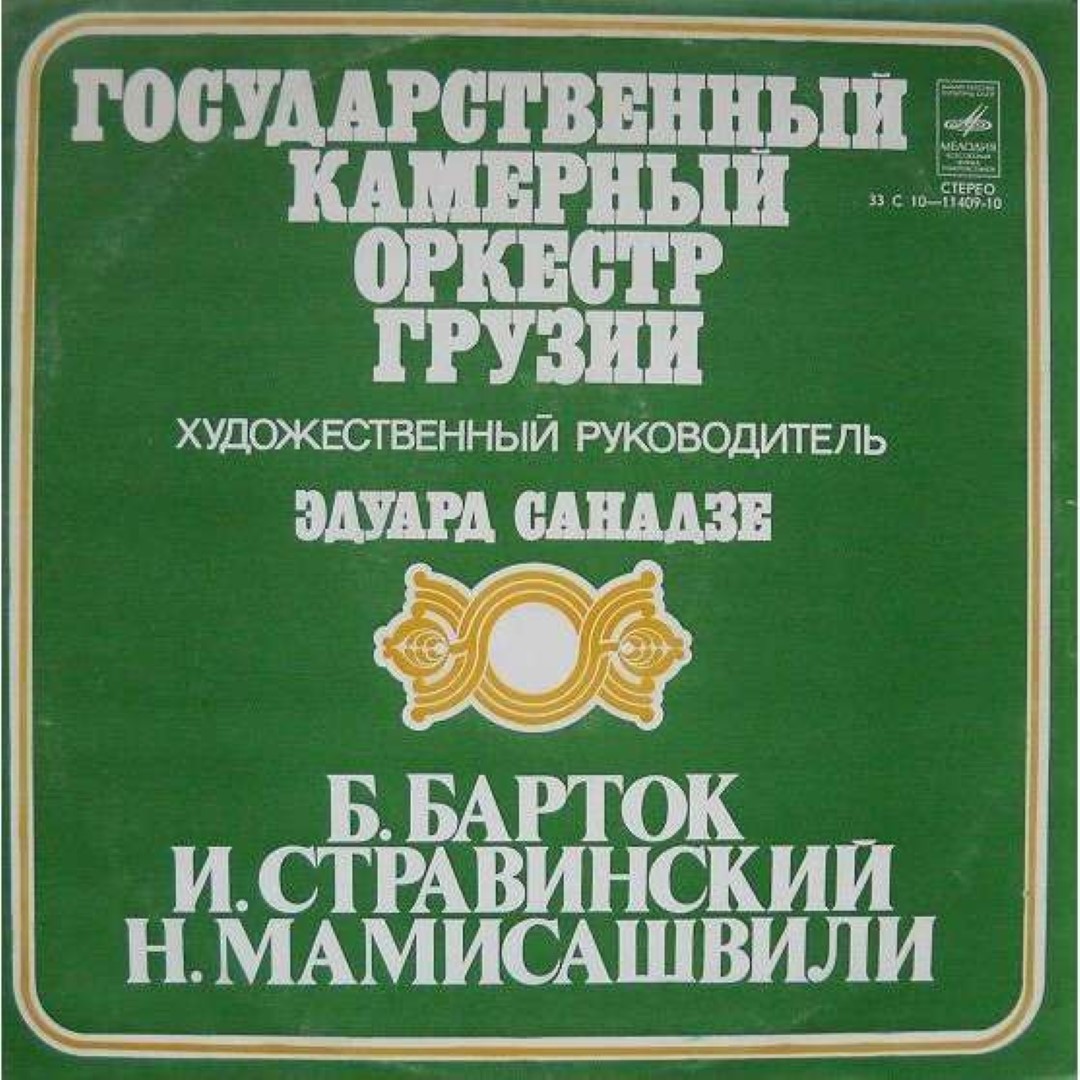 ГОСУДАРСТВЕННЫЙ
КАМЕРНЫЙ
ОРКЕСТР
ГРУЗИИ
МЕЛОДИЯ
СТЕРЕО
33 С 10—11409-10
ХУДОЖЕСТВЕННЫЙ РУКОВОДИТЕЛЬ
ЭДУАРД САНАДЗЕ
Б. БАРТОК
И. СТРАВИНСКИЙ
Н. МАМИСАШВИЛИ